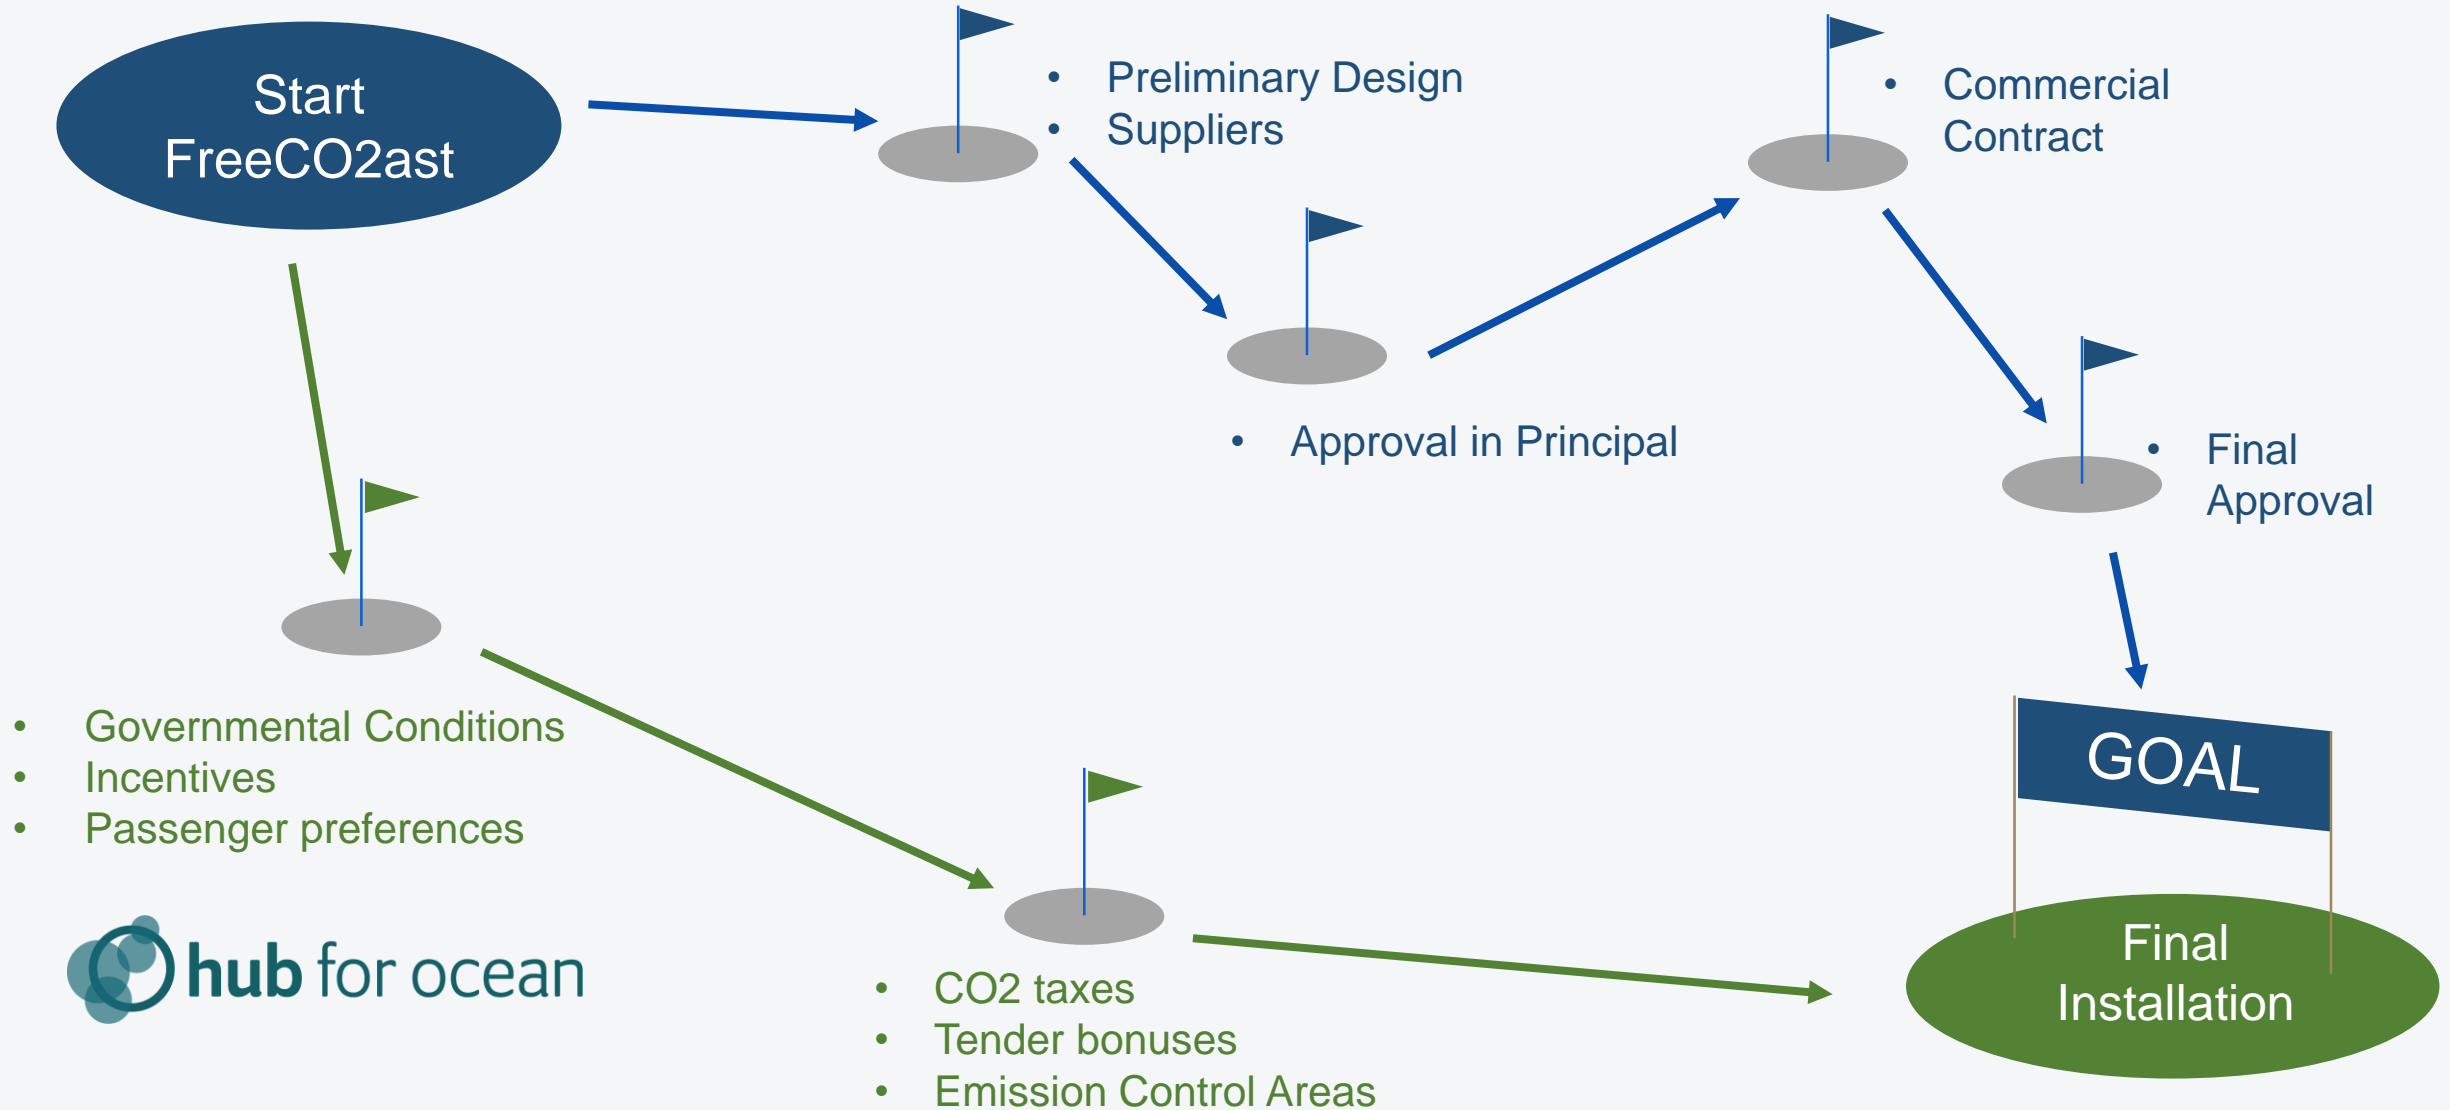 Start
FreeCO2ast
• Preliminary Design
• Suppliers
• Commercial
Contract
• Approval in Principal
• Final
Approval
• Governmental Conditions
• Incentives
• Passenger preferences
GOAL
hub for ocean
• CO2 taxes
• Tender bonuses
• Emission Control Areas
Final
Installation